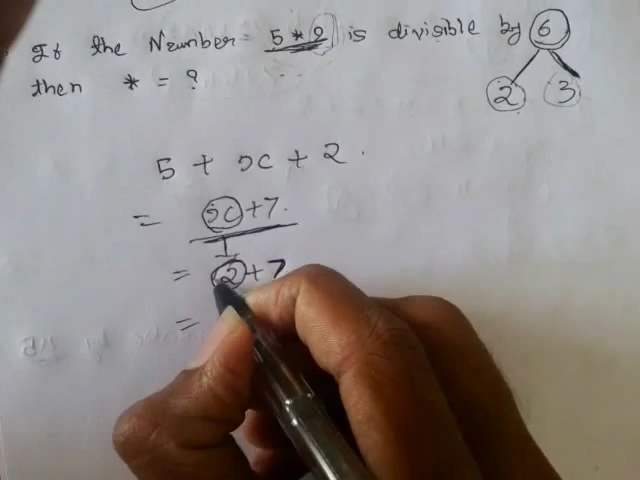 If the Number 5*2 is divisible by 6
then * = ?
2 3
5 + x + 2 .
= x + 7.
= 2 + 7
=